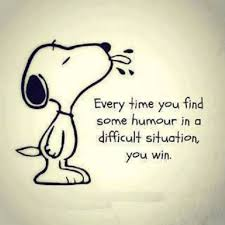 Every time you find
some humour in a
difficult situation,
you win.